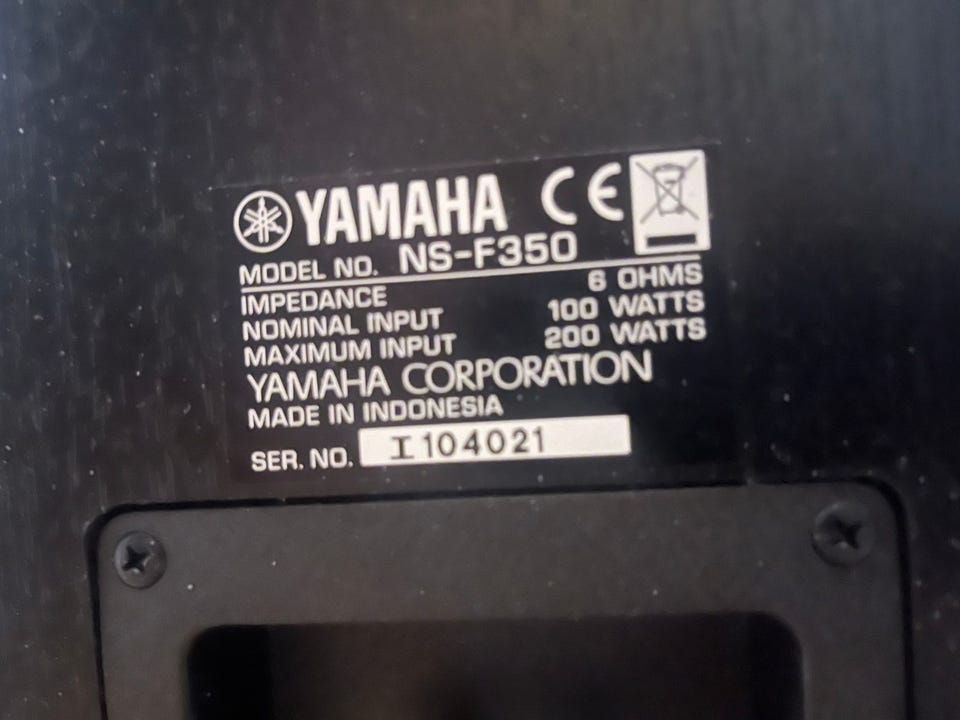 YAMAHA CE
MODEL NO. NS-F350
IMPEDANCE 6 OHMS
NOMINAL INPUT 100 WATTS
MAXIMUM INPUT 200 WATTS
YAMAHA CORPORATION
MADE IN INDONESIA
SER. NO. I104021